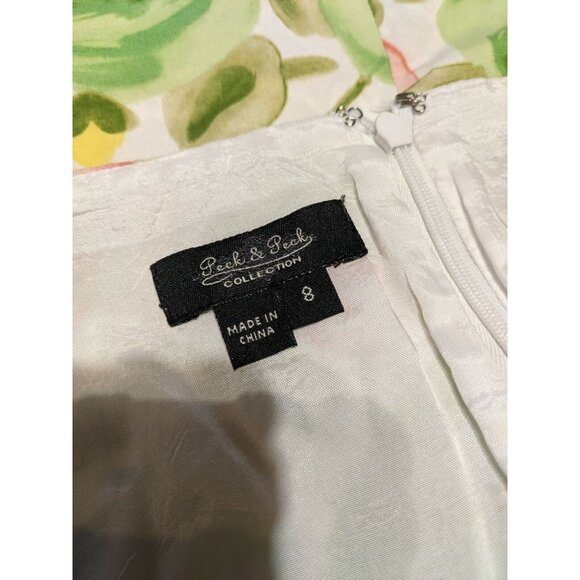 Peck & Peck
COLLECTION
8
MADE IN
CHINA